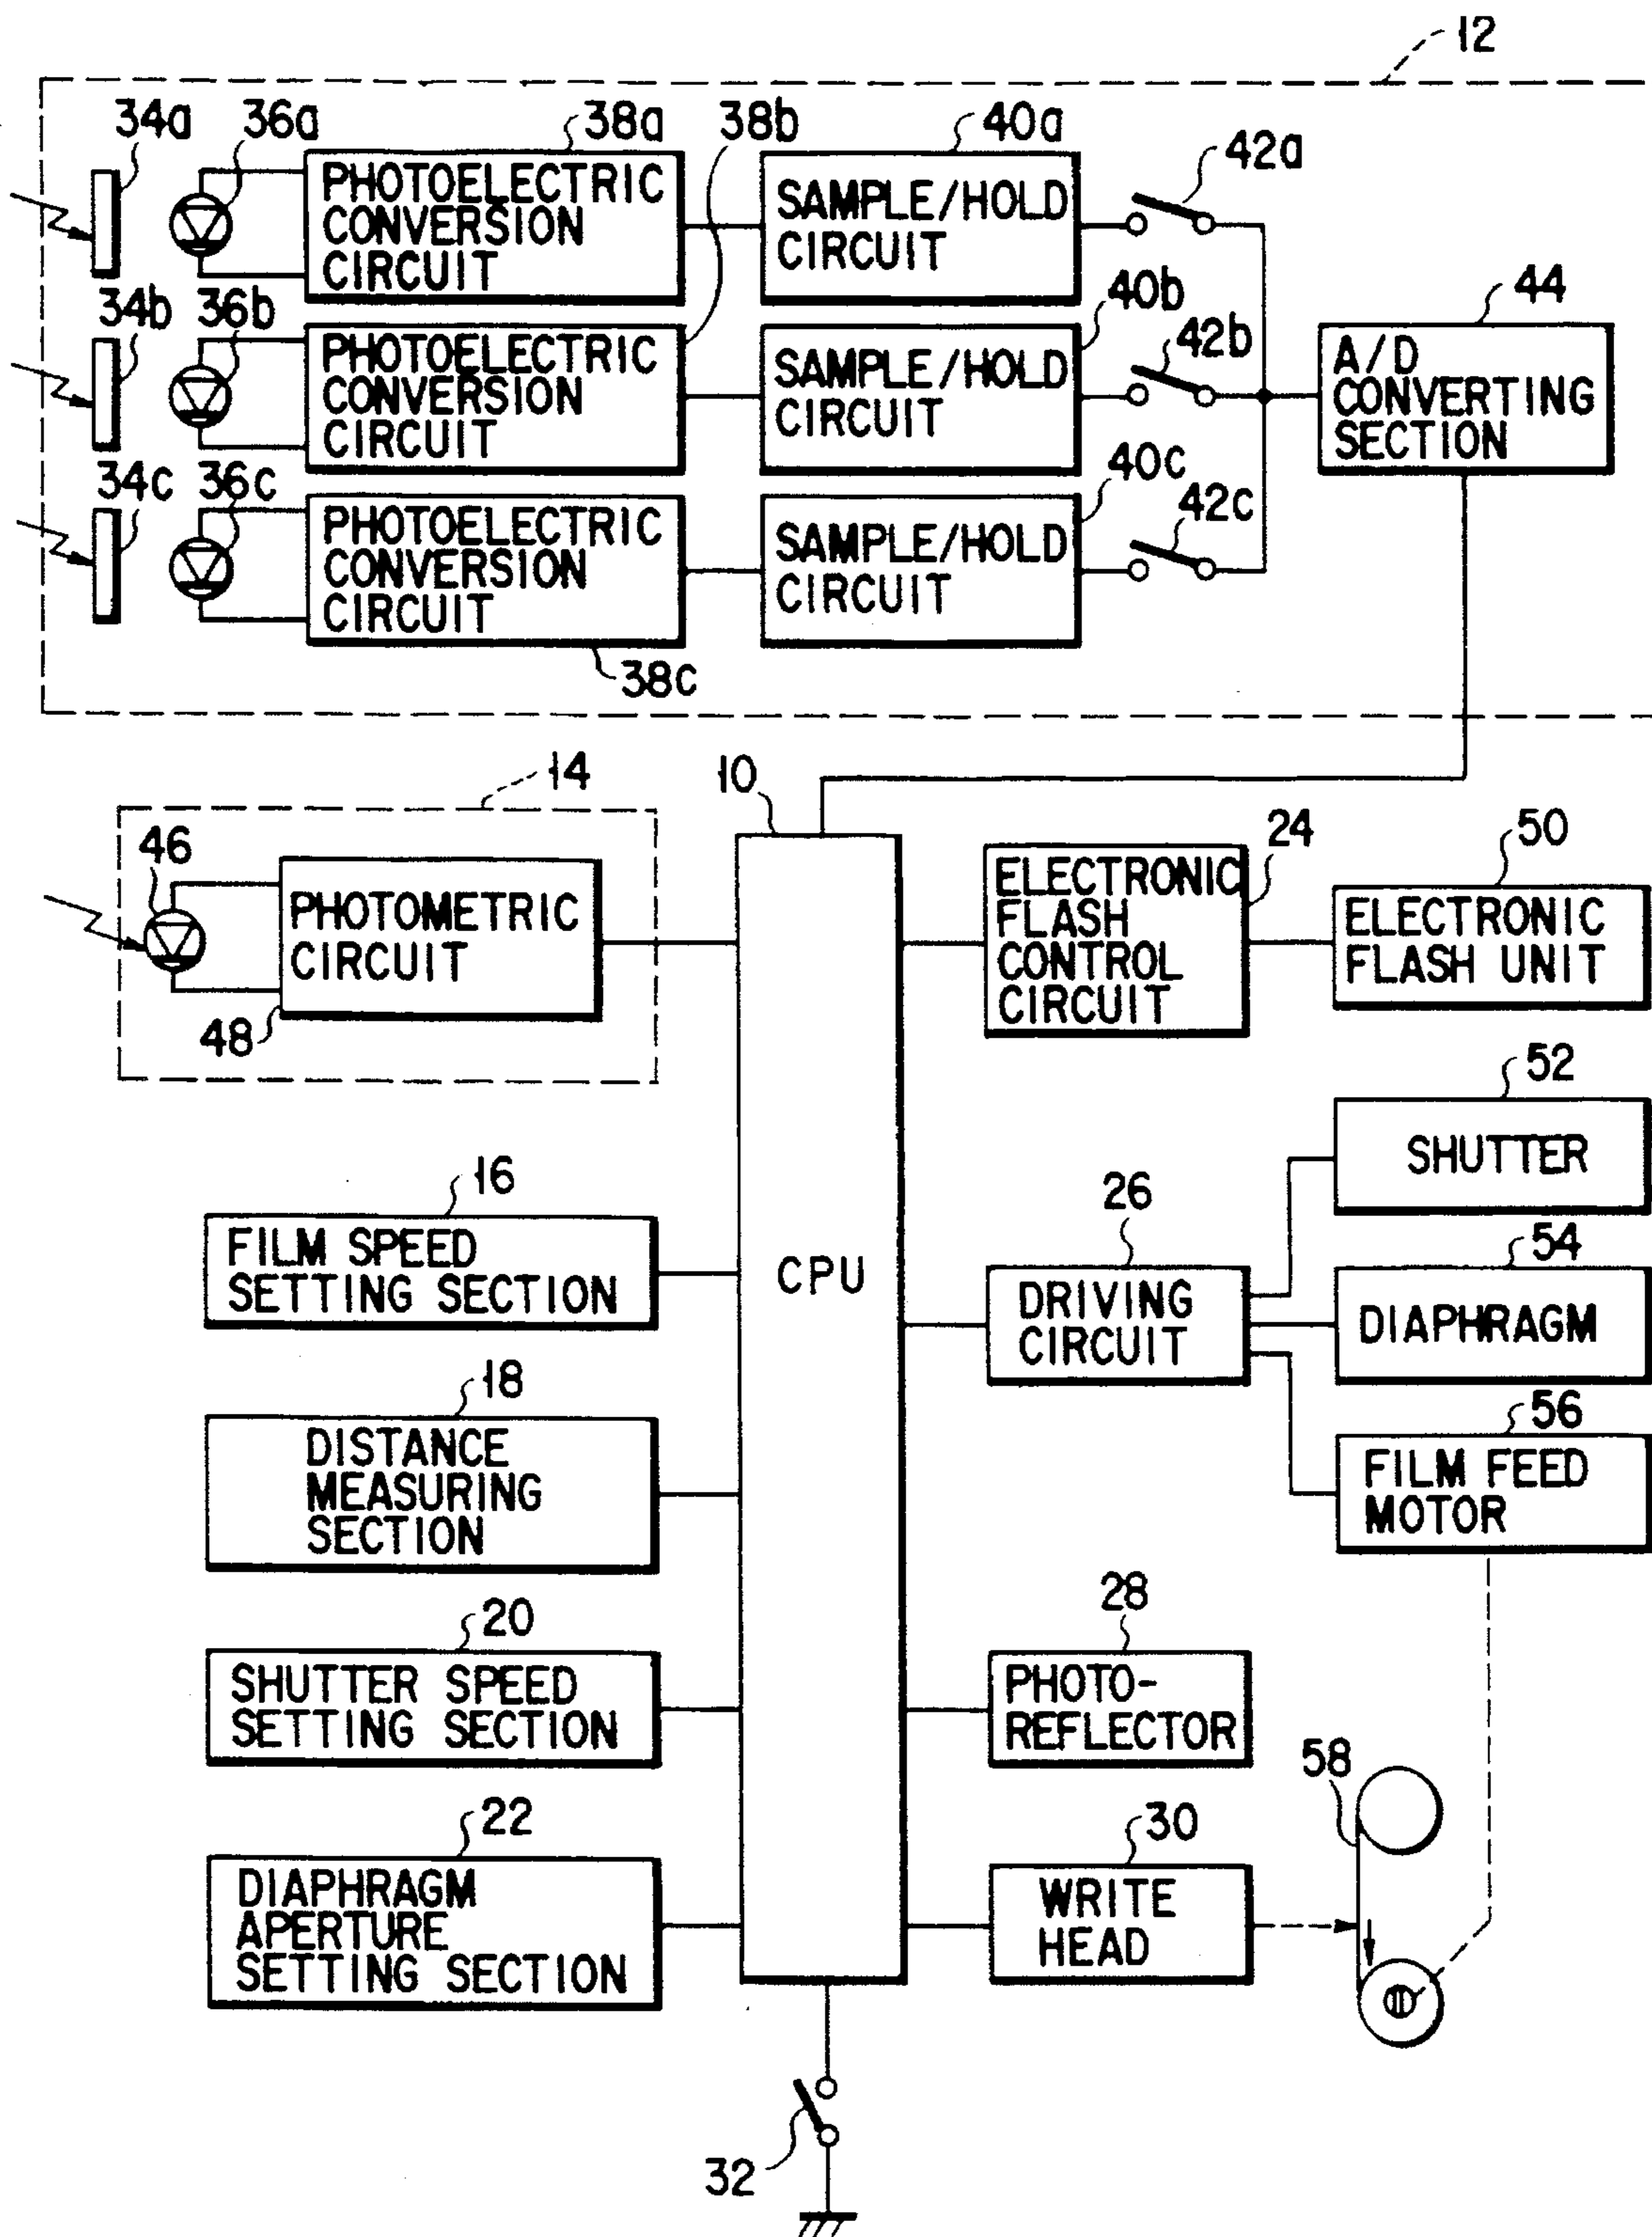 12
34a
36a
38a
38b
40a
42a
PHOTOELECTRIC
CONVERSION
CIRCUIT
SAMPLE/HOLD
CIRCUIT
34b
36b
40b
42b
44
PHOTOELECTRIC
CONVERSION
CIRCUIT
SAMPLE/HOLD
CIRCUIT
A/D
CONVERTING
SECTION
34c
36c
40c
42c
PHOTOELECTRIC
CONVERSION
CIRCUIT
SAMPLE/HOLD
CIRCUIT
38c
14
10
46
PHOTOMETRIC
CIRCUIT
48
24
ELECTRONIC
FLASH
CONTROL
CIRCUIT
50
ELECTRONIC
FLASH UNIT
52
SHUTTER
16
FILM SPEED
SETTING SECTION
CPU
26
DRIVING
CIRCUIT
54
DIAPHRAGM
18
DISTANCE
MEASURING
SECTION
56
FILM FEED
MOTOR
20
SHUTTER SPEED
SETTING SECTION
28
PHOTO-
REFLECTOR
58
22
DIAPHRAGM
APERTURE
SETTING SECTION
30
WRITE
HEAD
32